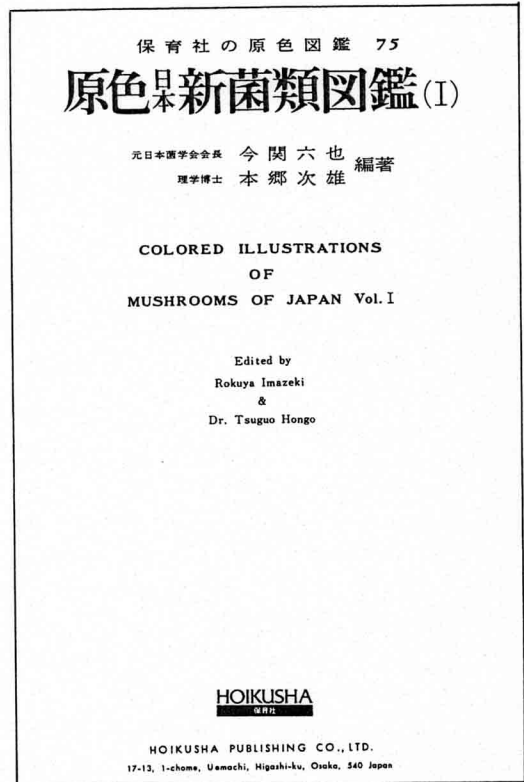 保育社の原色図鑑 75
原色日本新菌類図鑑(I)
元日本菌学会会長 今関六也
理学博士 本郷次雄 編著
COLORED ILLUSTRATIONS
OF
MUSHROOMS OF JAPAN Vol. I
Edited by
Rokuya Imazeki
&
Dr. Tsuguo Hongo
HOIKUSHA
保育社
HOIKUSHA PUBLISHING CO., LTD.
17-13, 1-chome, Uemachi, Higashi-ku, Osaka, 540 Japan